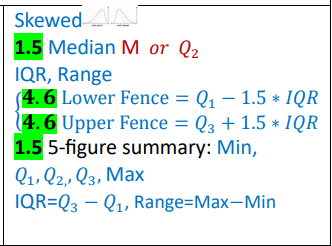 Skewed
1.5 Median M or Q₂
IQR, Range
4.6 Lower Fence = Q₁ − 1.5 * IQR
4.6 Upper Fence = Q₃ + 1.5 * IQR
1.5 5-figure summary: Min,
Q₁, Q₂,, Q₃, Max
IQR=Q₃ − Q₁, Range=Max−Min